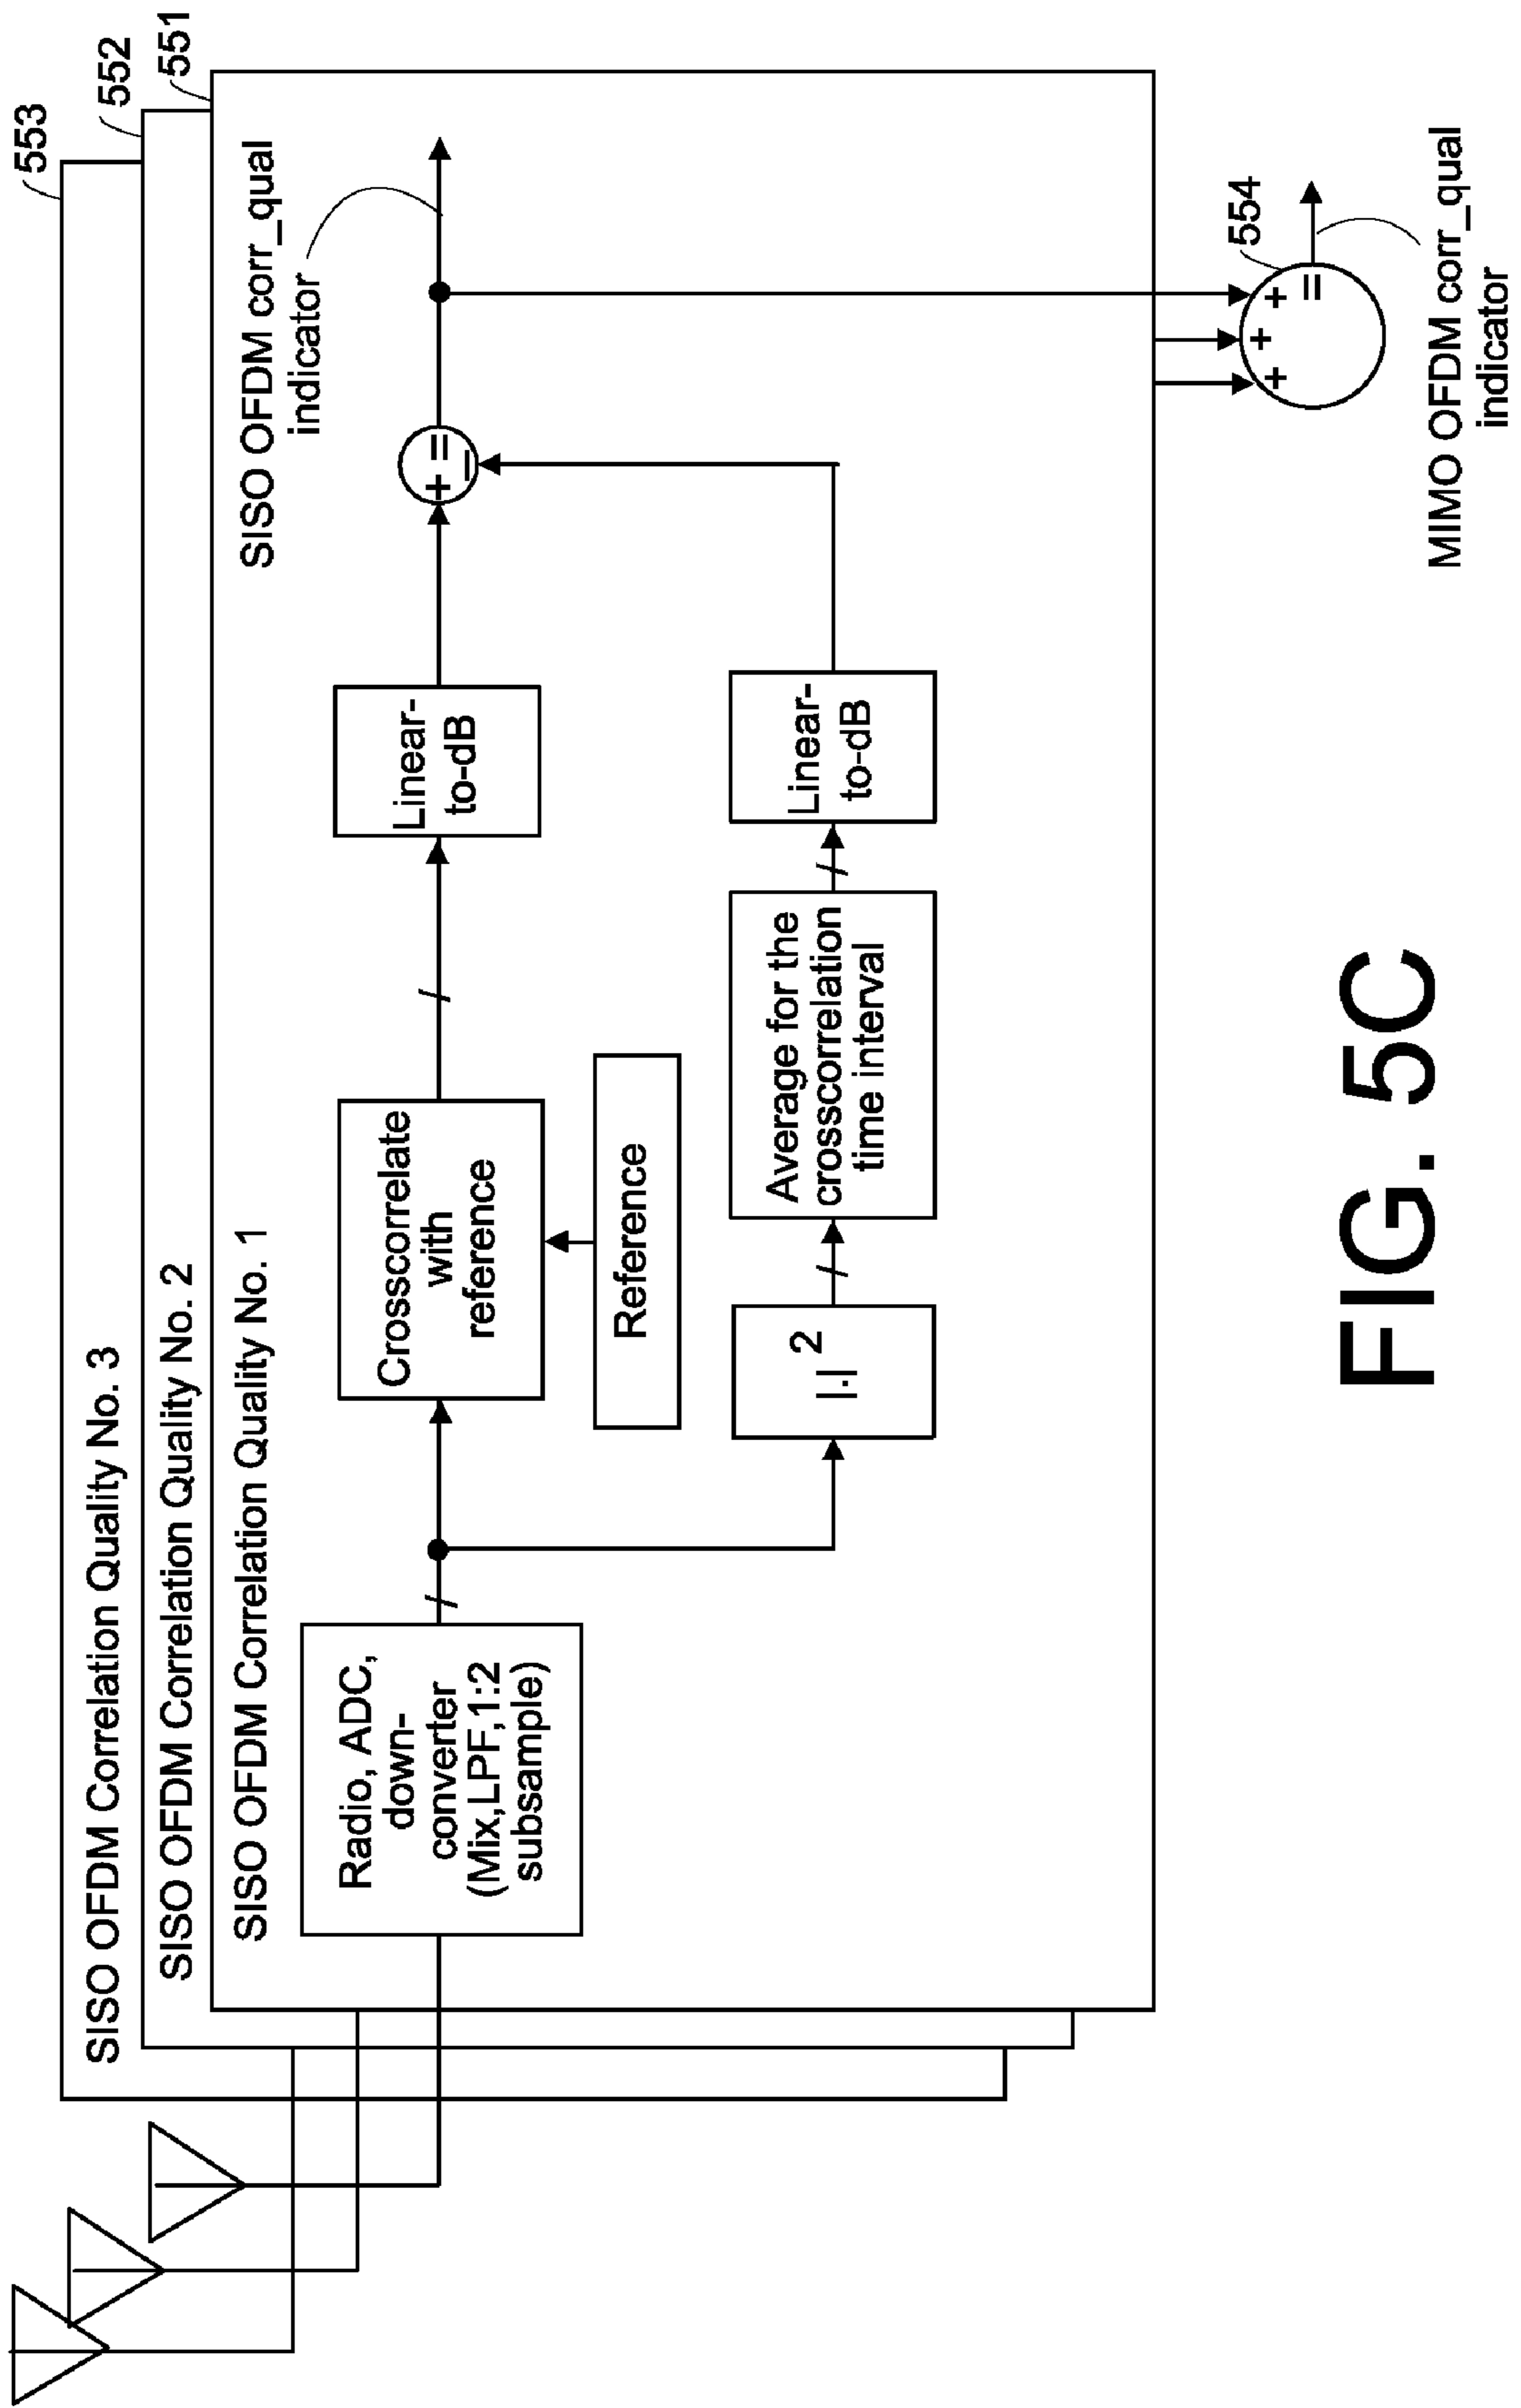 553
552
551
SISO OFDM Correlation Quality No. 3
SISO OFDM Correlation Quality No. 2
SISO OFDM Correlation Quality No. 1
SISO OFDM corr_qual
indicator
Radio, ADC,
down-
converter
(Mix,LPF,1:2
subsample)
Crosscorrelate
with
reference
Linear-
to-dB
+ =
−
Reference
|.| 2
Average for the
crosscorrelation
time interval
Linear-
to-dB
554
+ + +
=
MIMO OFDM corr_qual
indicator
FIG. 5C